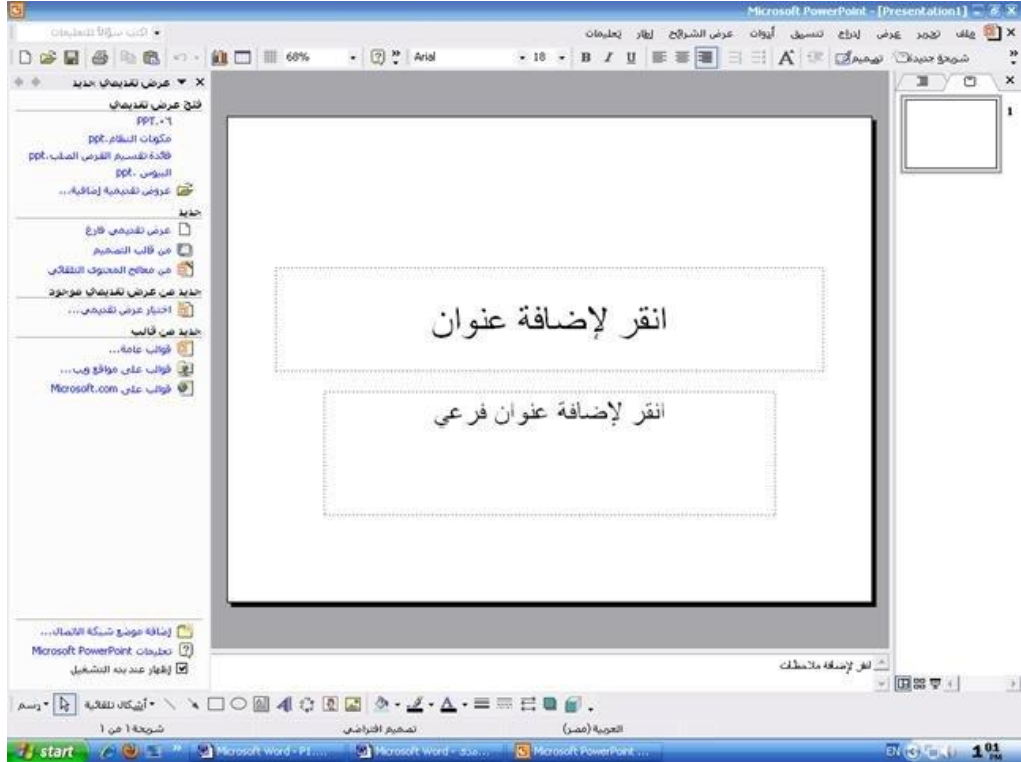 Microsoft PowerPoint - [Presentation1]
ملف تحرير عرض إدراج تنسيق أدوات عرض الشرائح إطار تعليمات
اكتب سؤالاً للتعليمات
68%
Arial
18
B I U
A
تصميم
شريحة جديدة
عرض تقديمي جديد
فتح عرض تقديمي
PPT.٠٦
مكونات النظام.ppt
فائدة تقسيم القرص الصلب.ppt
البيوس .ppt
عروض تقديمية إضافية...
جديد
عرض تقديمي فارغ
من قالب التصميم
من معالج المحتوى التلقائي
جديد من عرض تقديمي موجود
اختيار عرض تقديمي...
جديد من قالب
قوالب عامة...
قوالب على مواقع ويب...
قوالب على Microsoft.com
1
انقر لإضافة عنوان
انقر لإضافة عنوان فرعي
إضافة موضع شبكة الاتصال...
تعليمات Microsoft PowerPoint
إظهار عند بدء التشغيل
انقر لإضافة ملاحظات
رسم
أشكال تلقائية
A
شريحة ١ من ١
تصميم افتراضي
العربية (مصر)
start
Microsoft Word - P1....
Microsoft Word - ...
Microsoft PowerPoint ...
EN
1 01 PM